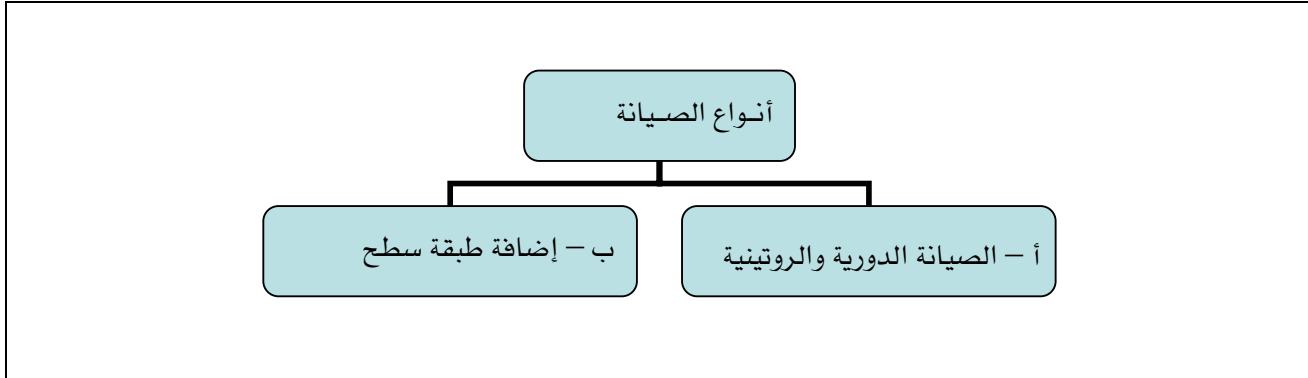 أنواع الصيانة
أ – الصيانة الدورية والروتينية
ب – إضافة طبقة سطح